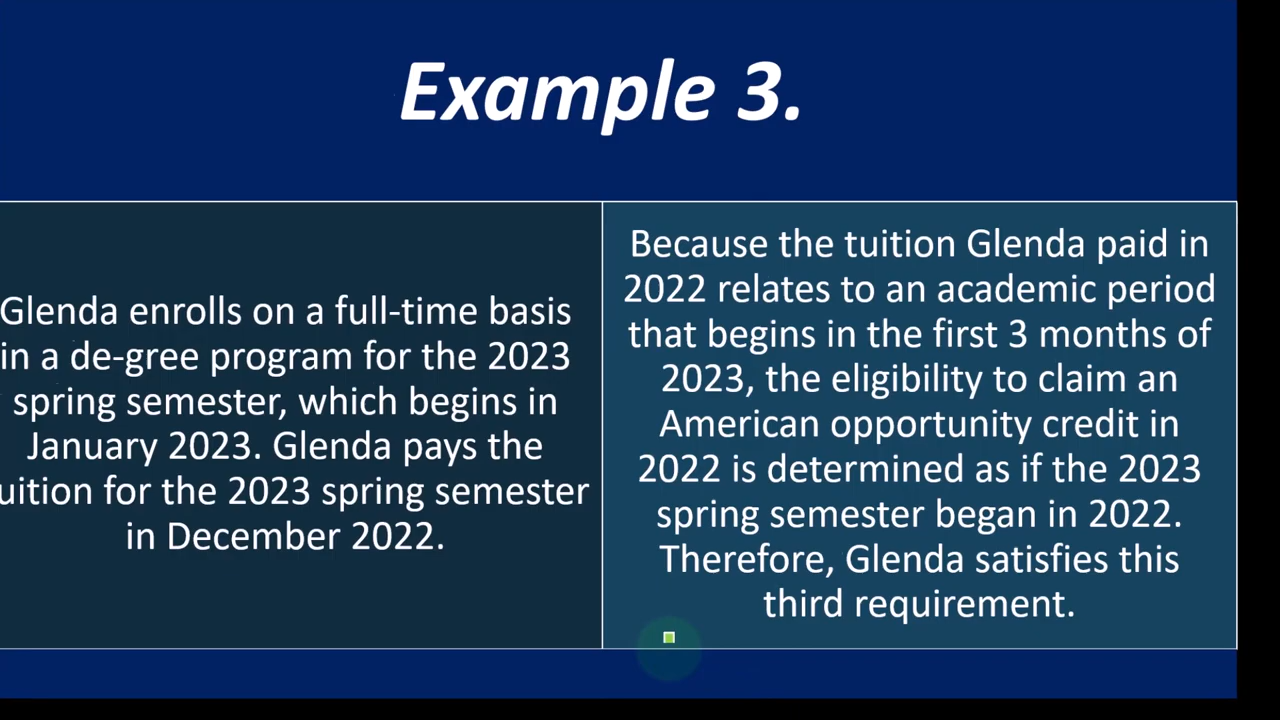 Example 3.
Glenda enrolls on a full-time basis
in a de-gree program for the 2023
spring semester, which begins in
January 2023. Glenda pays the
uition for the 2023 spring semester
in December 2022.
Because the tuition Glenda paid in
2022 relates to an academic period
that begins in the first 3 months of
2023, the eligibility to claim an
American opportunity credit in
2022 is determined as if the 2023
spring semester began in 2022.
Therefore, Glenda satisfies this
third requirement.